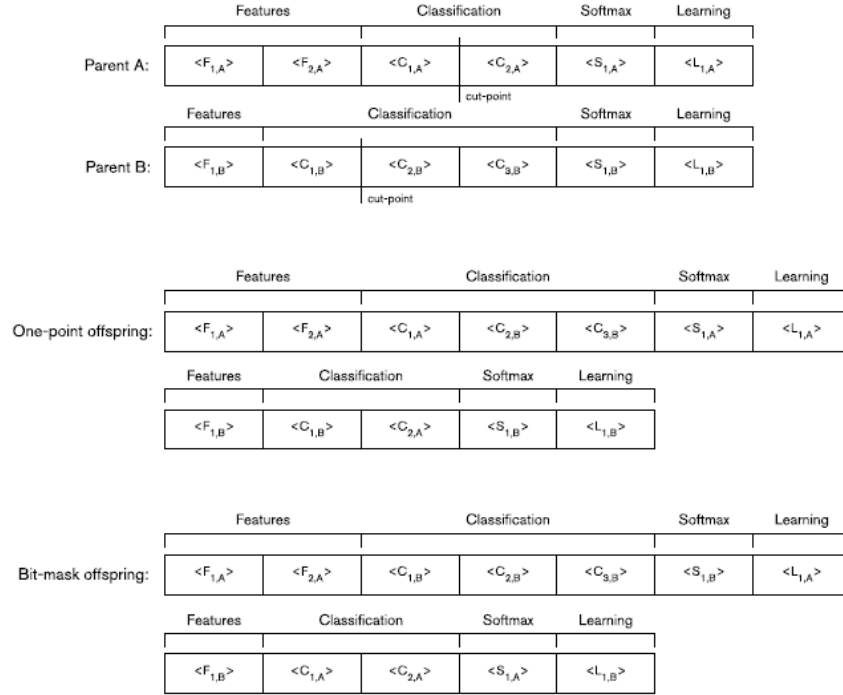 Features Classification Softmax Learning
Parent A: <F1,A> <F2,A> <C1,A> <C2,A> <S1,A> <L1,A>
cut-point
Features Classification Softmax Learning
Parent B: <F1,B> <C1,B> <C2,B> <C3,B> <S1,B> <L1,B>
cut-point
Features Classification Softmax Learning
One-point offspring: <F1,A> <F2,A> <C1,A> <C2,B> <C3,B> <S1,A> <L1,A>
Features Classification Softmax Learning
<F1,B> <C1,B> <C2,A> <S1,B> <L1,B>
Features Classification Softmax Learning
Bit-mask offspring: <F1,A> <F2,A> <C1,B> <C2,B> <C3,B> <S1,B> <L1,A>
Features Classification Softmax Learning
<F1,B> <C1,A> <C2,A> <S1,A> <L1,B>